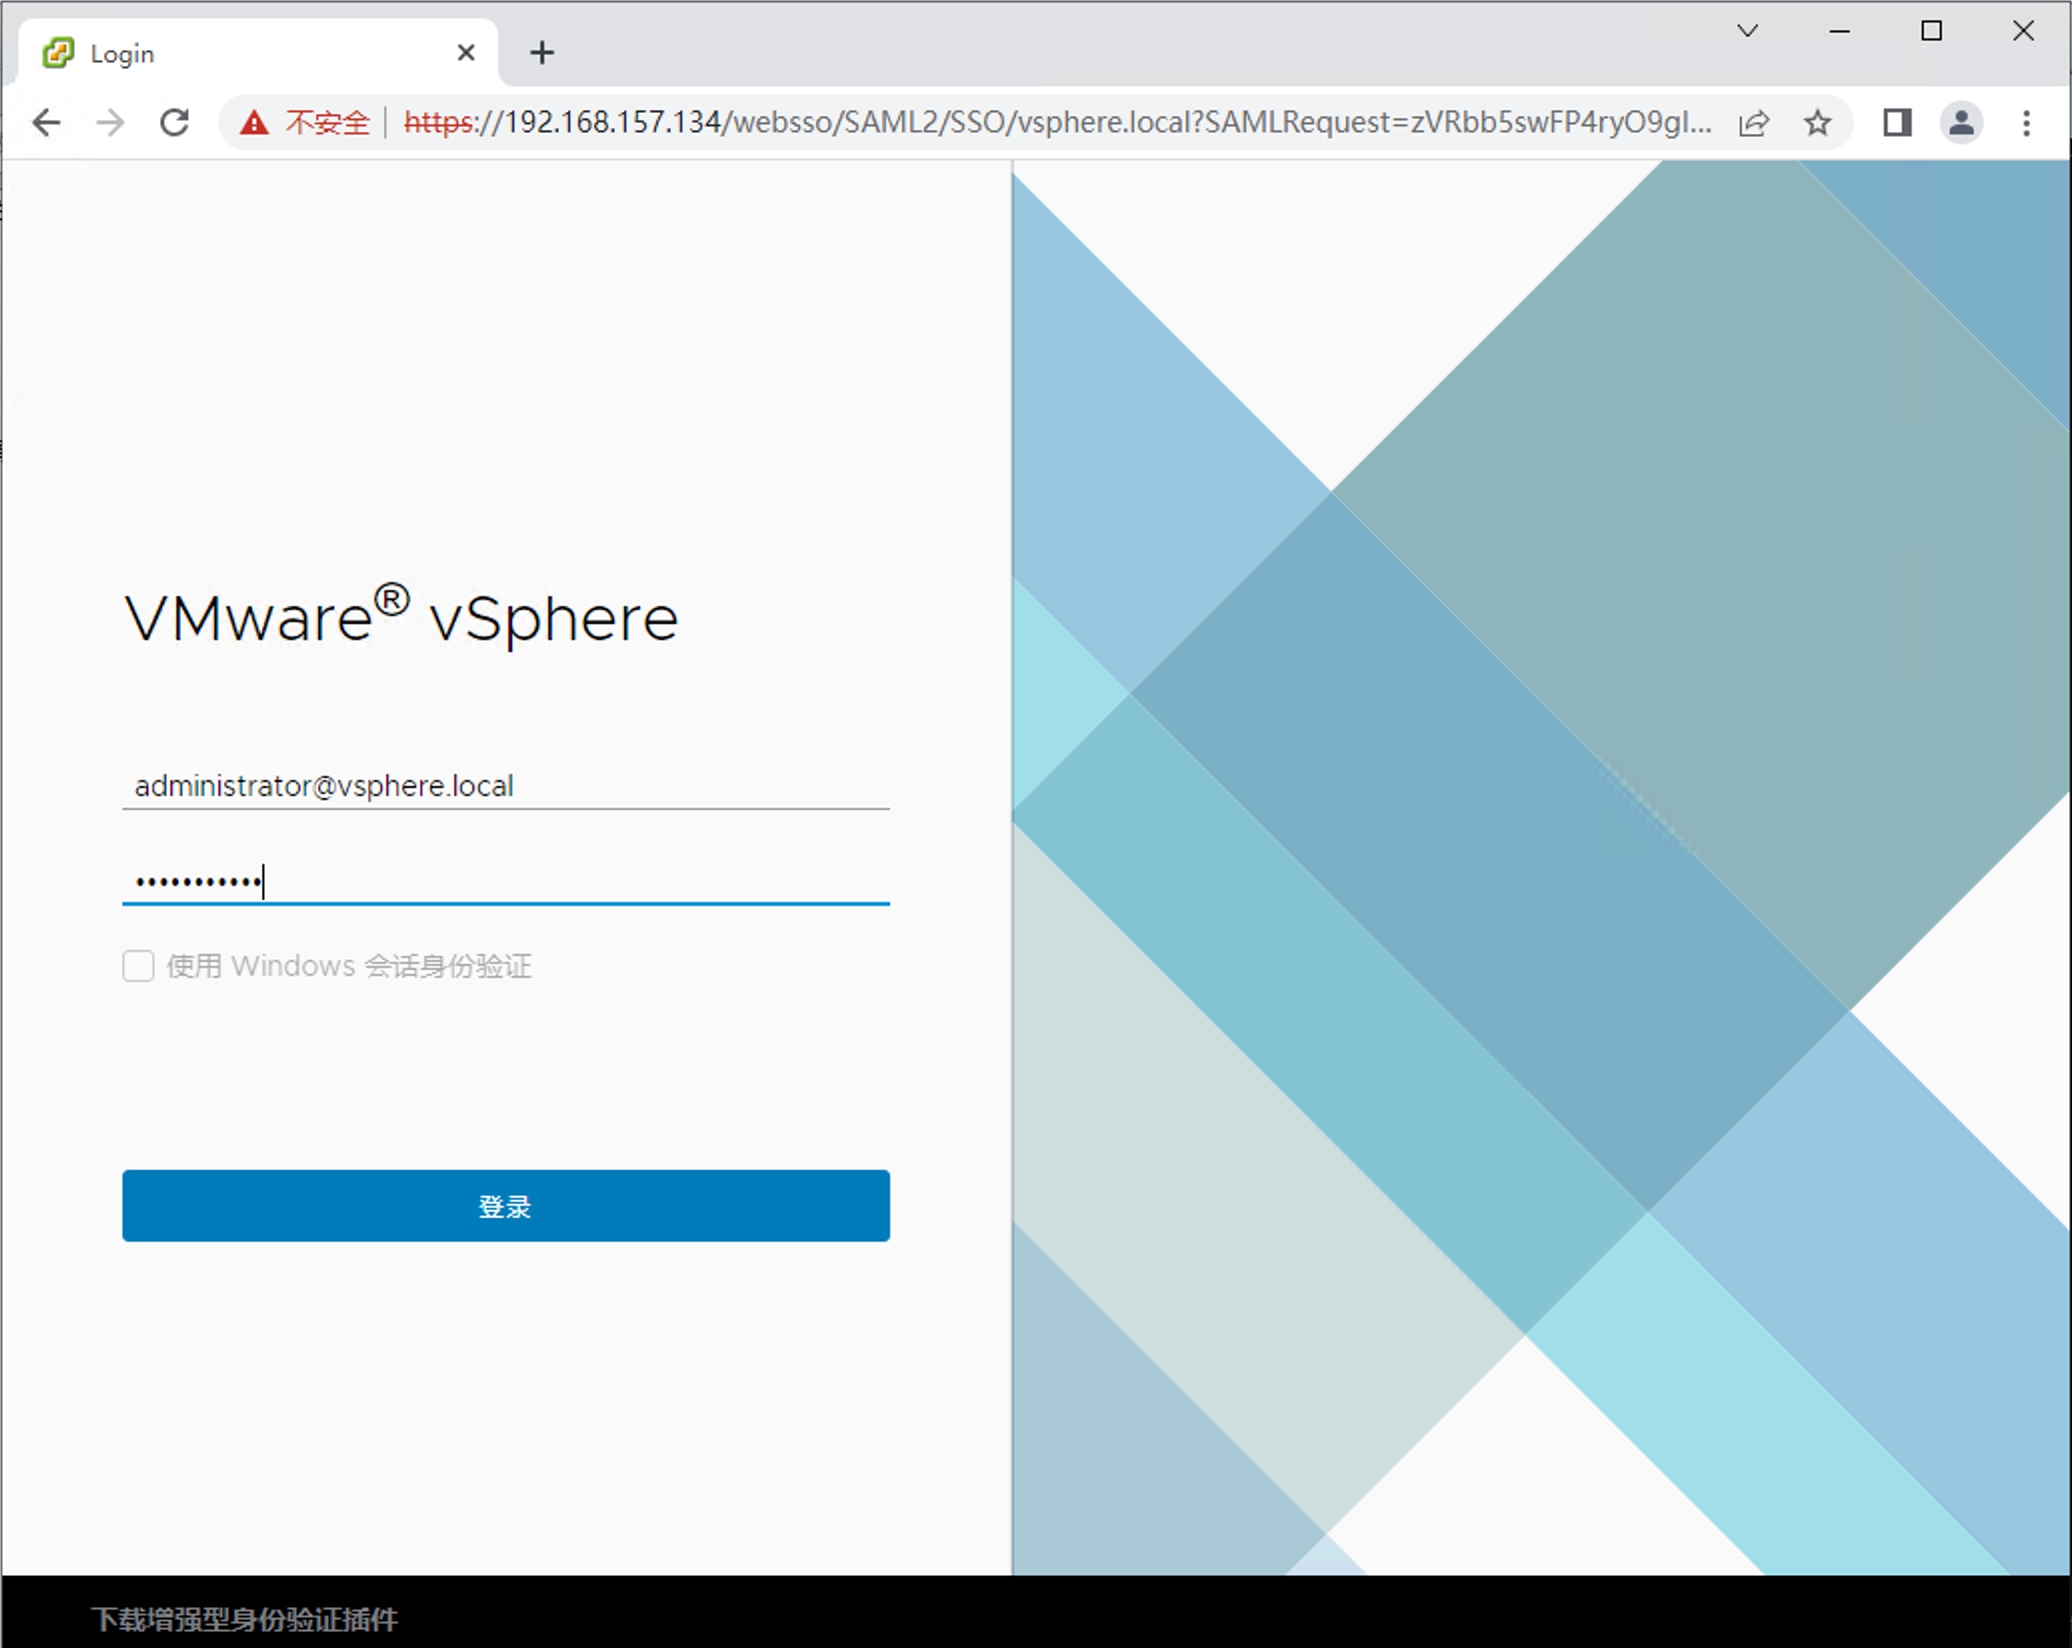 Login
不安全 https://192.168.157.134/websso/SAML2/SSO/vsphere.local?SAMLRequest=zVRbb5swFP4ryO9gl...
VMware® vSphere
administrator@vsphere.local
•••••••••••
使用 Windows 会话身份验证
登录
下载增强型身份验证插件